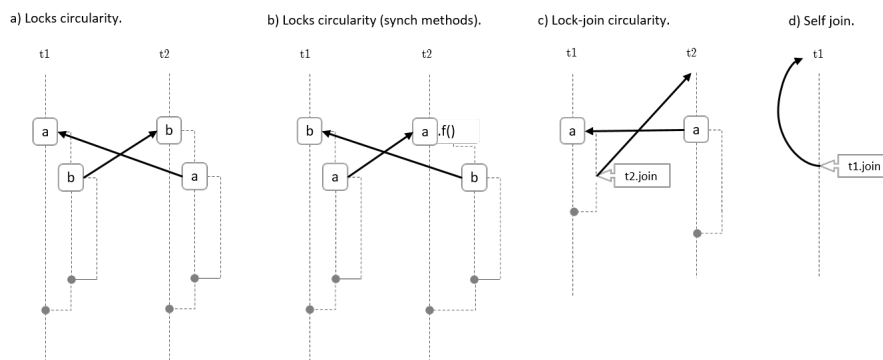 a) Locks circularity.
t1
t2
a
b
b
a
b) Locks circularity (synch methods).
t1
t2
b
a .f()
a
b
c) Lock-join circularity.
t1
t2
a
a
t2.join
d) Self join.
t1
t1.join